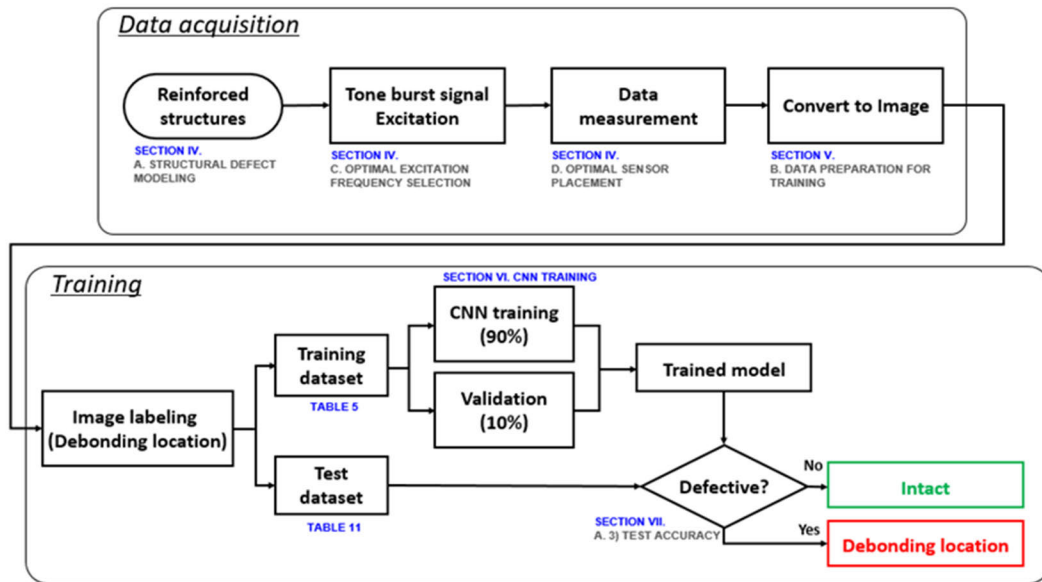 Data acquisition
Reinforced
structures
Tone burst signal
Excitation
Data
measurement
Convert to Image
SECTION IV.
A. STRUCTURAL DEFECT
MODELING
SECTION IV.
C. OPTIMAL EXCITATION
FREQUENCY SELECTION
SECTION IV.
D. OPTIMAL SENSOR
PLACEMENT
SECTION V.
B. DATA PREPARATION FOR
TRAINING
Training
SECTION VI. CNN TRAINING
CNN training
(90%)
Training
dataset
TABLE 5
Validation
(10%)
Trained model
Image labeling
(Debonding location)
Test
dataset
TABLE 11
Defective?
SECTION VII.
A. 3) TEST ACCURACY
No
Intact
Yes
Debonding location